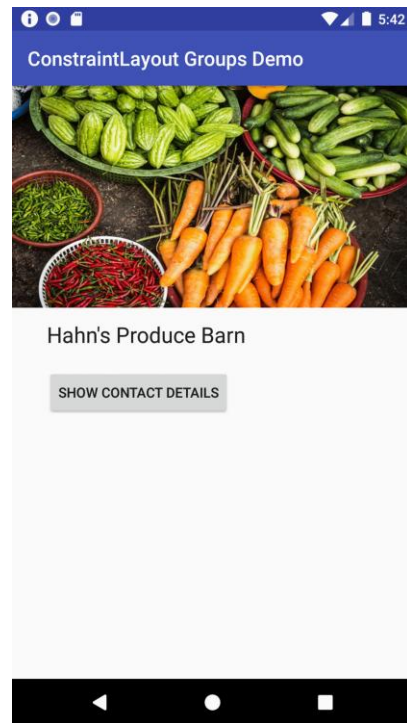 5:42
ConstraintLayout Groups Demo
Hahn's Produce Barn
SHOW CONTACT DETAILS